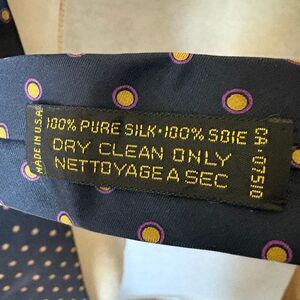 MADE IN U.S.A
100% PURE SILK•100% SOIE
DRY CLEAN ONLY
NETTOYAGE A SEC
CA. 07510